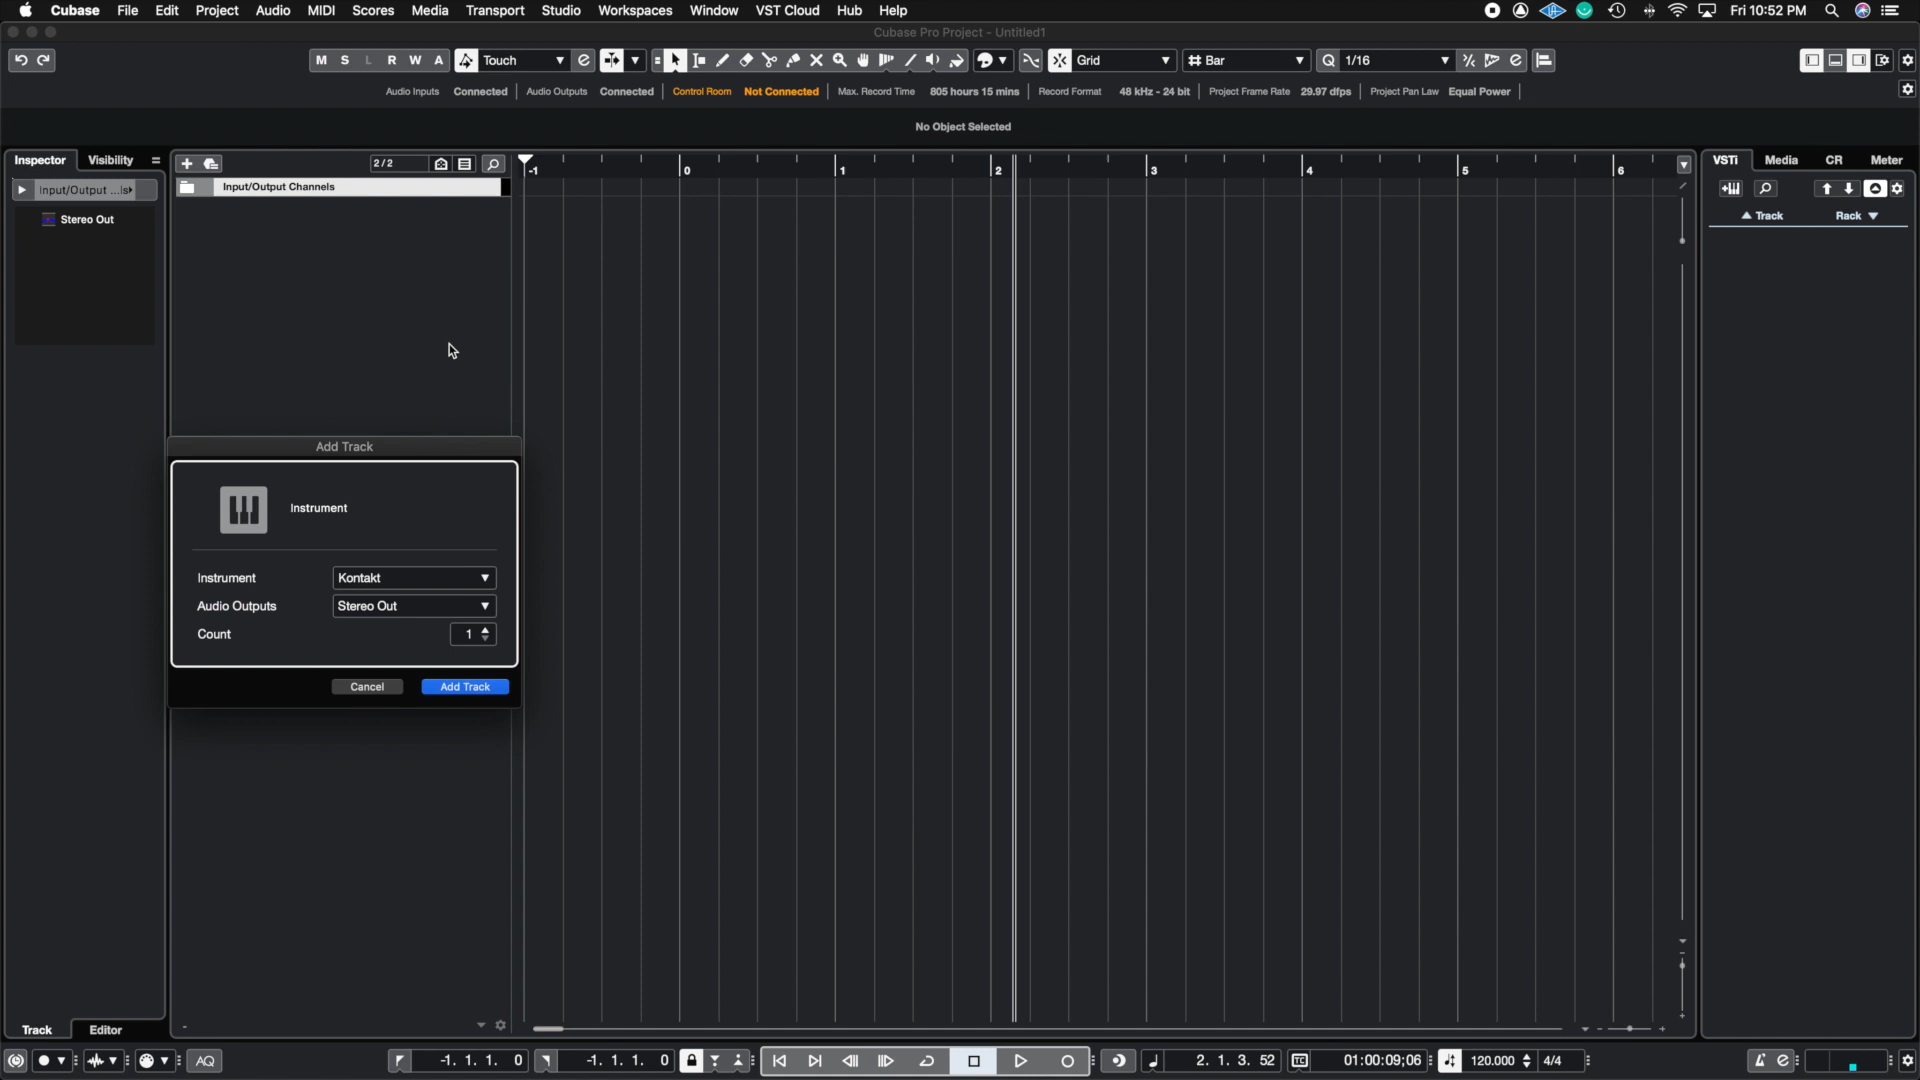 Cubase File Edit Project Audio MIDI Scores Media Transport Studio Workspaces Window VST Cloud Hub Help Fri 10:52 PM
Cubase Pro Project - Untitled1
M S L R W A Touch Grid Bar Q 1/16
Audio Inputs Connected Audio Outputs Connected Control Room Not Connected Max. Record Time 805 hours 15 mins Record Format 48 kHz - 24 bit Project Frame Rate 29.97 dfps Project Pan Law Equal Power
No Object Selected
Inspector Visibility 2/2 -1 0 1 2 3 4 5 6 VSTi Media CR Meter
Input/Output ...ls Input/Output Channels
Stereo Out Track Rack
Add Track
Instrument
Instrument Kontakt
Audio Outputs Stereo Out
Count 1
Cancel Add Track
Track Editor
AQ -1. 1. 1. 0 -1. 1. 1. 0 2. 1. 3. 52 TC 01:00:09;06 120.000 4/4